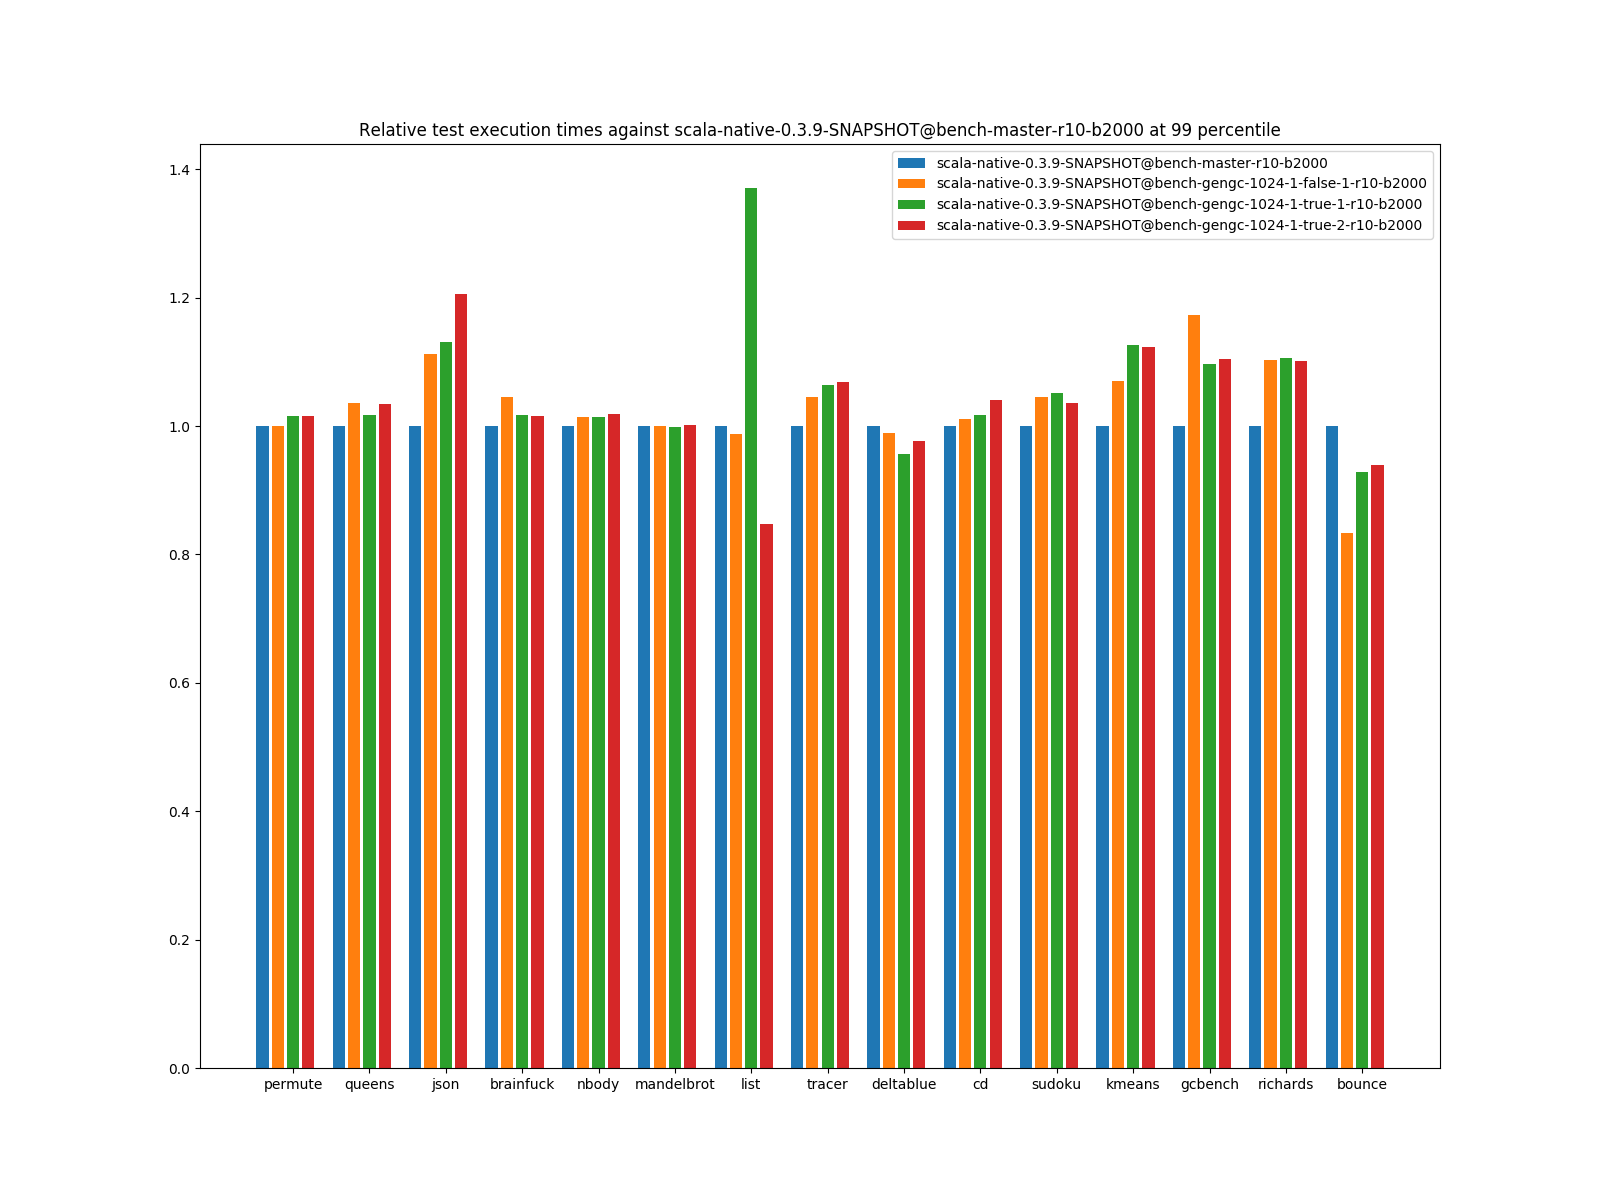 Relative test execution times against scala-native-0.3.9-SNAPSHOT@bench-master-r10-b2000 at 99 percentile
scala-native-0.3.9-SNAPSHOT@bench-master-r10-b2000
scala-native-0.3.9-SNAPSHOT@bench-gengc-1024-1-false-1-r10-b2000
scala-native-0.3.9-SNAPSHOT@bench-gengc-1024-1-true-1-r10-b2000
scala-native-0.3.9-SNAPSHOT@bench-gengc-1024-1-true-2-r10-b2000
1.4
1.2
1.0
0.8
0.6
0.4
0.2
0.0
permute queens json brainfuck nbody mandelbrot list tracer deltablue cd sudoku kmeans gcbench richards bounce